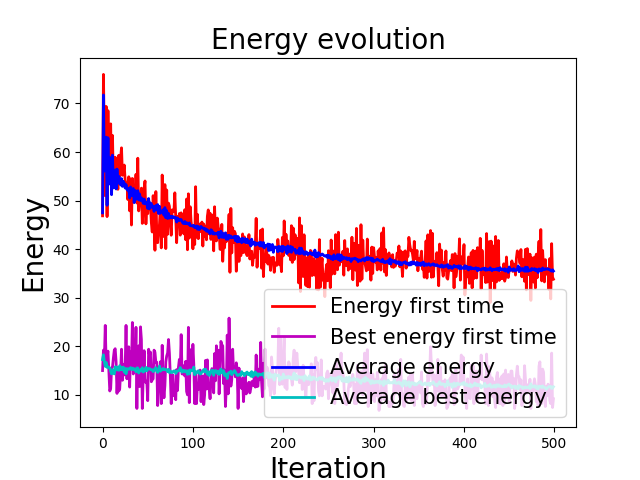 Energy evolution
Energy
70
60
50
40
30
20
10
Energy first time
Best energy first time
Average energy
Average best energy
0 100 200 300 400 500
Iteration